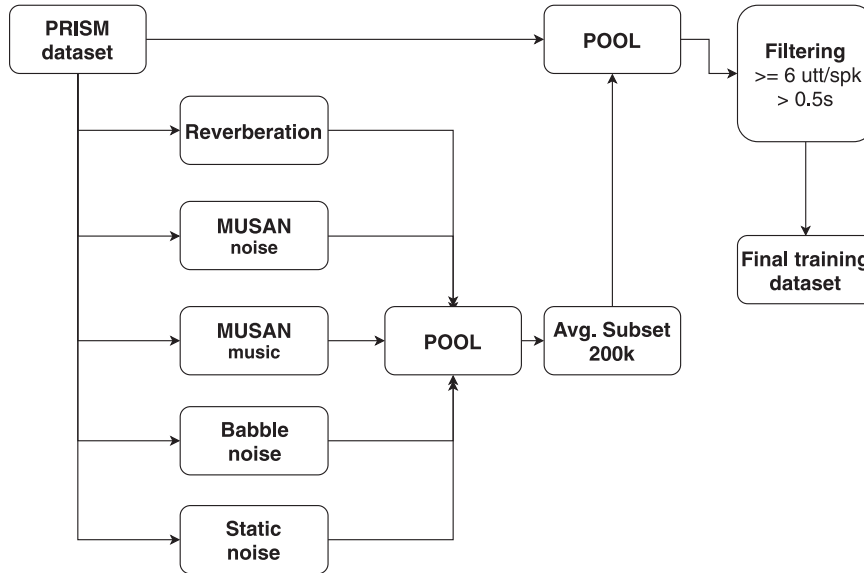 PRISM
dataset
POOL
Filtering
>= 6 utt/spk
> 0.5s
Reverberation
MUSAN
noise
Final training
dataset
MUSAN
music
POOL
Avg. Subset
200k
Babble
noise
Static
noise